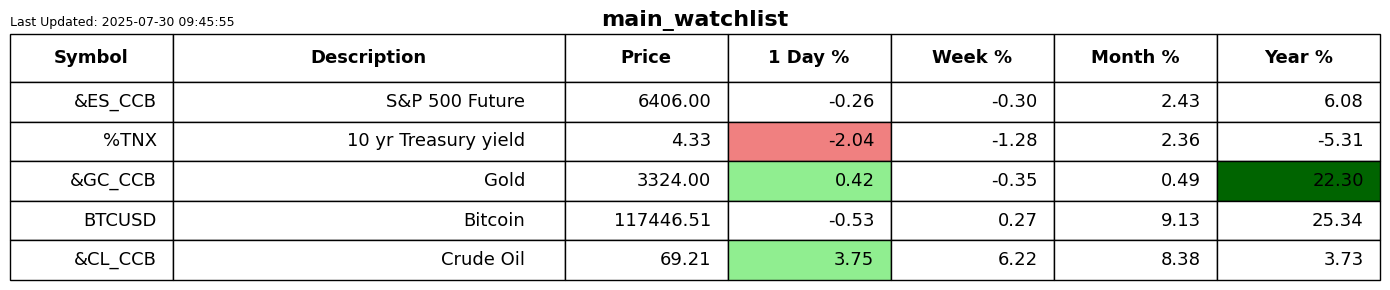 Last Updated: 2025-07-30 09:45:55
main_watchlist
Symbol Description Price 1 Day % Week % Month % Year %
&ES_CCB S&P 500 Future 6406.00 -0.26 -0.30 2.43 6.08
%TNX 10 yr Treasury yield 4.33 -2.04 -1.28 2.36 -5.31
&GC_CCB Gold 3324.00 0.42 -0.35 0.49 22.30
BTCUSD Bitcoin 117446.51 -0.53 0.27 9.13 25.34
&CL_CCB Crude Oil 69.21 3.75 6.22 8.38 3.73